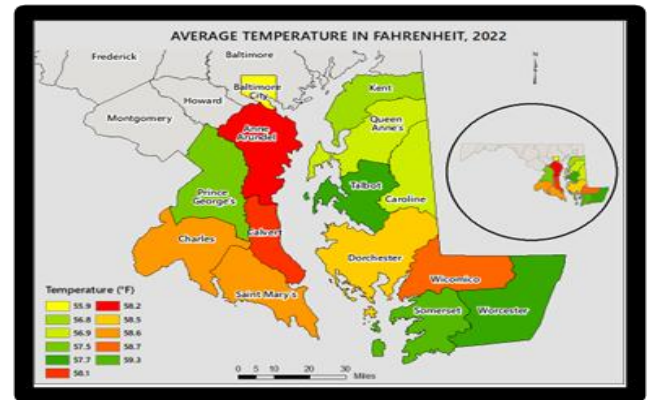 AVERAGE TEMPERATURE IN FAHRENHEIT, 2022
Frederick
Baltimore
N
Baltimore
City
Howard
Montgomery
Anne
Arundel
Kent
Queen
Anne's
Prince
George's
Talbot
Caroline
Charles
Calvert
Dorchester
Saint Mary's
Wicomico
Somerset
Worcester
Temperature (°F)
55.9 58.2
56.8 58.5
56.9 58.6
57.5 58.7
57.7 59.3
58.1
0 5 10 20 30
Miles